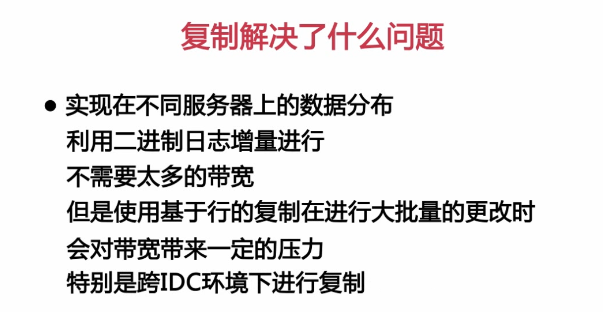 复制解决了什么问题
● 实现在不同服务器上的数据分布
利用二进制日志增量进行
不需要太多的带宽
但是使用基于行的复制在进行大批量的更改时
会对带宽带来一定的压力
特别是跨IDC环境下进行复制